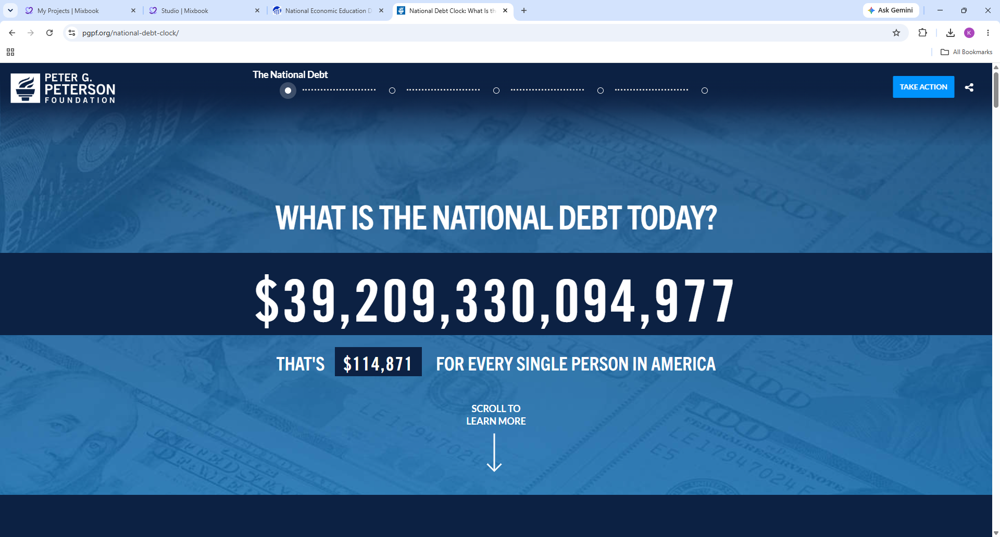 My Projects | Mixbook
Studio | Mixbook
National Economic Education D
National Debt Clock: What Is th
Ask Gemini
pgpf.org/national-debt-clock/
K
All Bookmarks
PETER G.
PETERSON
FOUNDATION
The National Debt
TAKE ACTION
WHAT IS THE NATIONAL DEBT TODAY?
$39,209,330,094,977
THAT'S $114,871 FOR EVERY SINGLE PERSON IN AMERICA
SCROLL TO
LEARN MORE